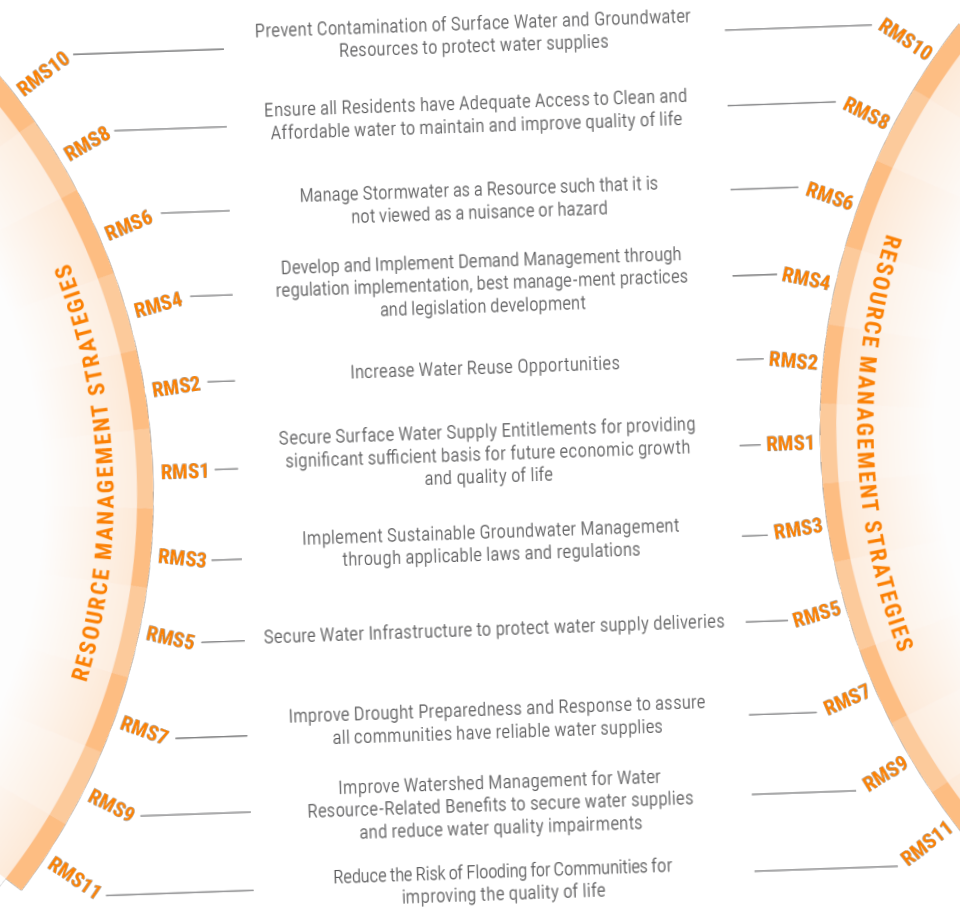 RMS10
Prevent Contamination of Surface Water and Groundwater
Resources to protect water supplies
RMS10
RMS8
Ensure all Residents have Adequate Access to Clean and
Affordable water to maintain and improve quality of life
RMS8
RMS6
Manage Stormwater as a Resource such that it is
not viewed as a nuisance or hazard
RMS6
RMS4
Develop and Implement Demand Management through
regulation implementation, best manage-ment practices
and legislation development
RMS4
RMS2
Increase Water Reuse Opportunities
RMS2
RMS1
Secure Surface Water Supply Entitlements for providing
significant sufficient basis for future economic growth
and quality of life
RMS1
RMS3
Implement Sustainable Groundwater Management
through applicable laws and regulations
RMS3
RMS5
Secure Water Infrastructure to protect water supply deliveries
RMS5
RMS7
Improve Drought Preparedness and Response to assure
all communities have reliable water supplies
RMS7
RMS9
Improve Watershed Management for Water
Resource-Related Benefits to secure water supplies
and reduce water quality impairments
RMS9
RMS11
Reduce the Risk of Flooding for Communities for
improving the quality of life
RMS11
RESOURCE MANAGEMENT STRATEGIES
RESOURCE MANAGEMENT STRATEGIES